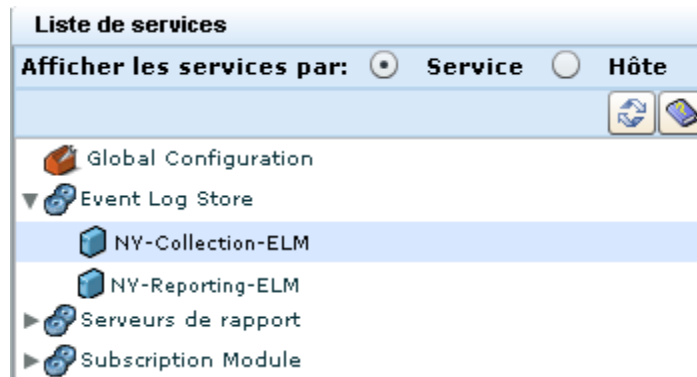 Liste de services
Afficher les services par: Service Hôte
Global Configuration
Event Log Store
NY-Collection-ELM
NY-Reporting-ELM
Serveurs de rapport
Subscription Module